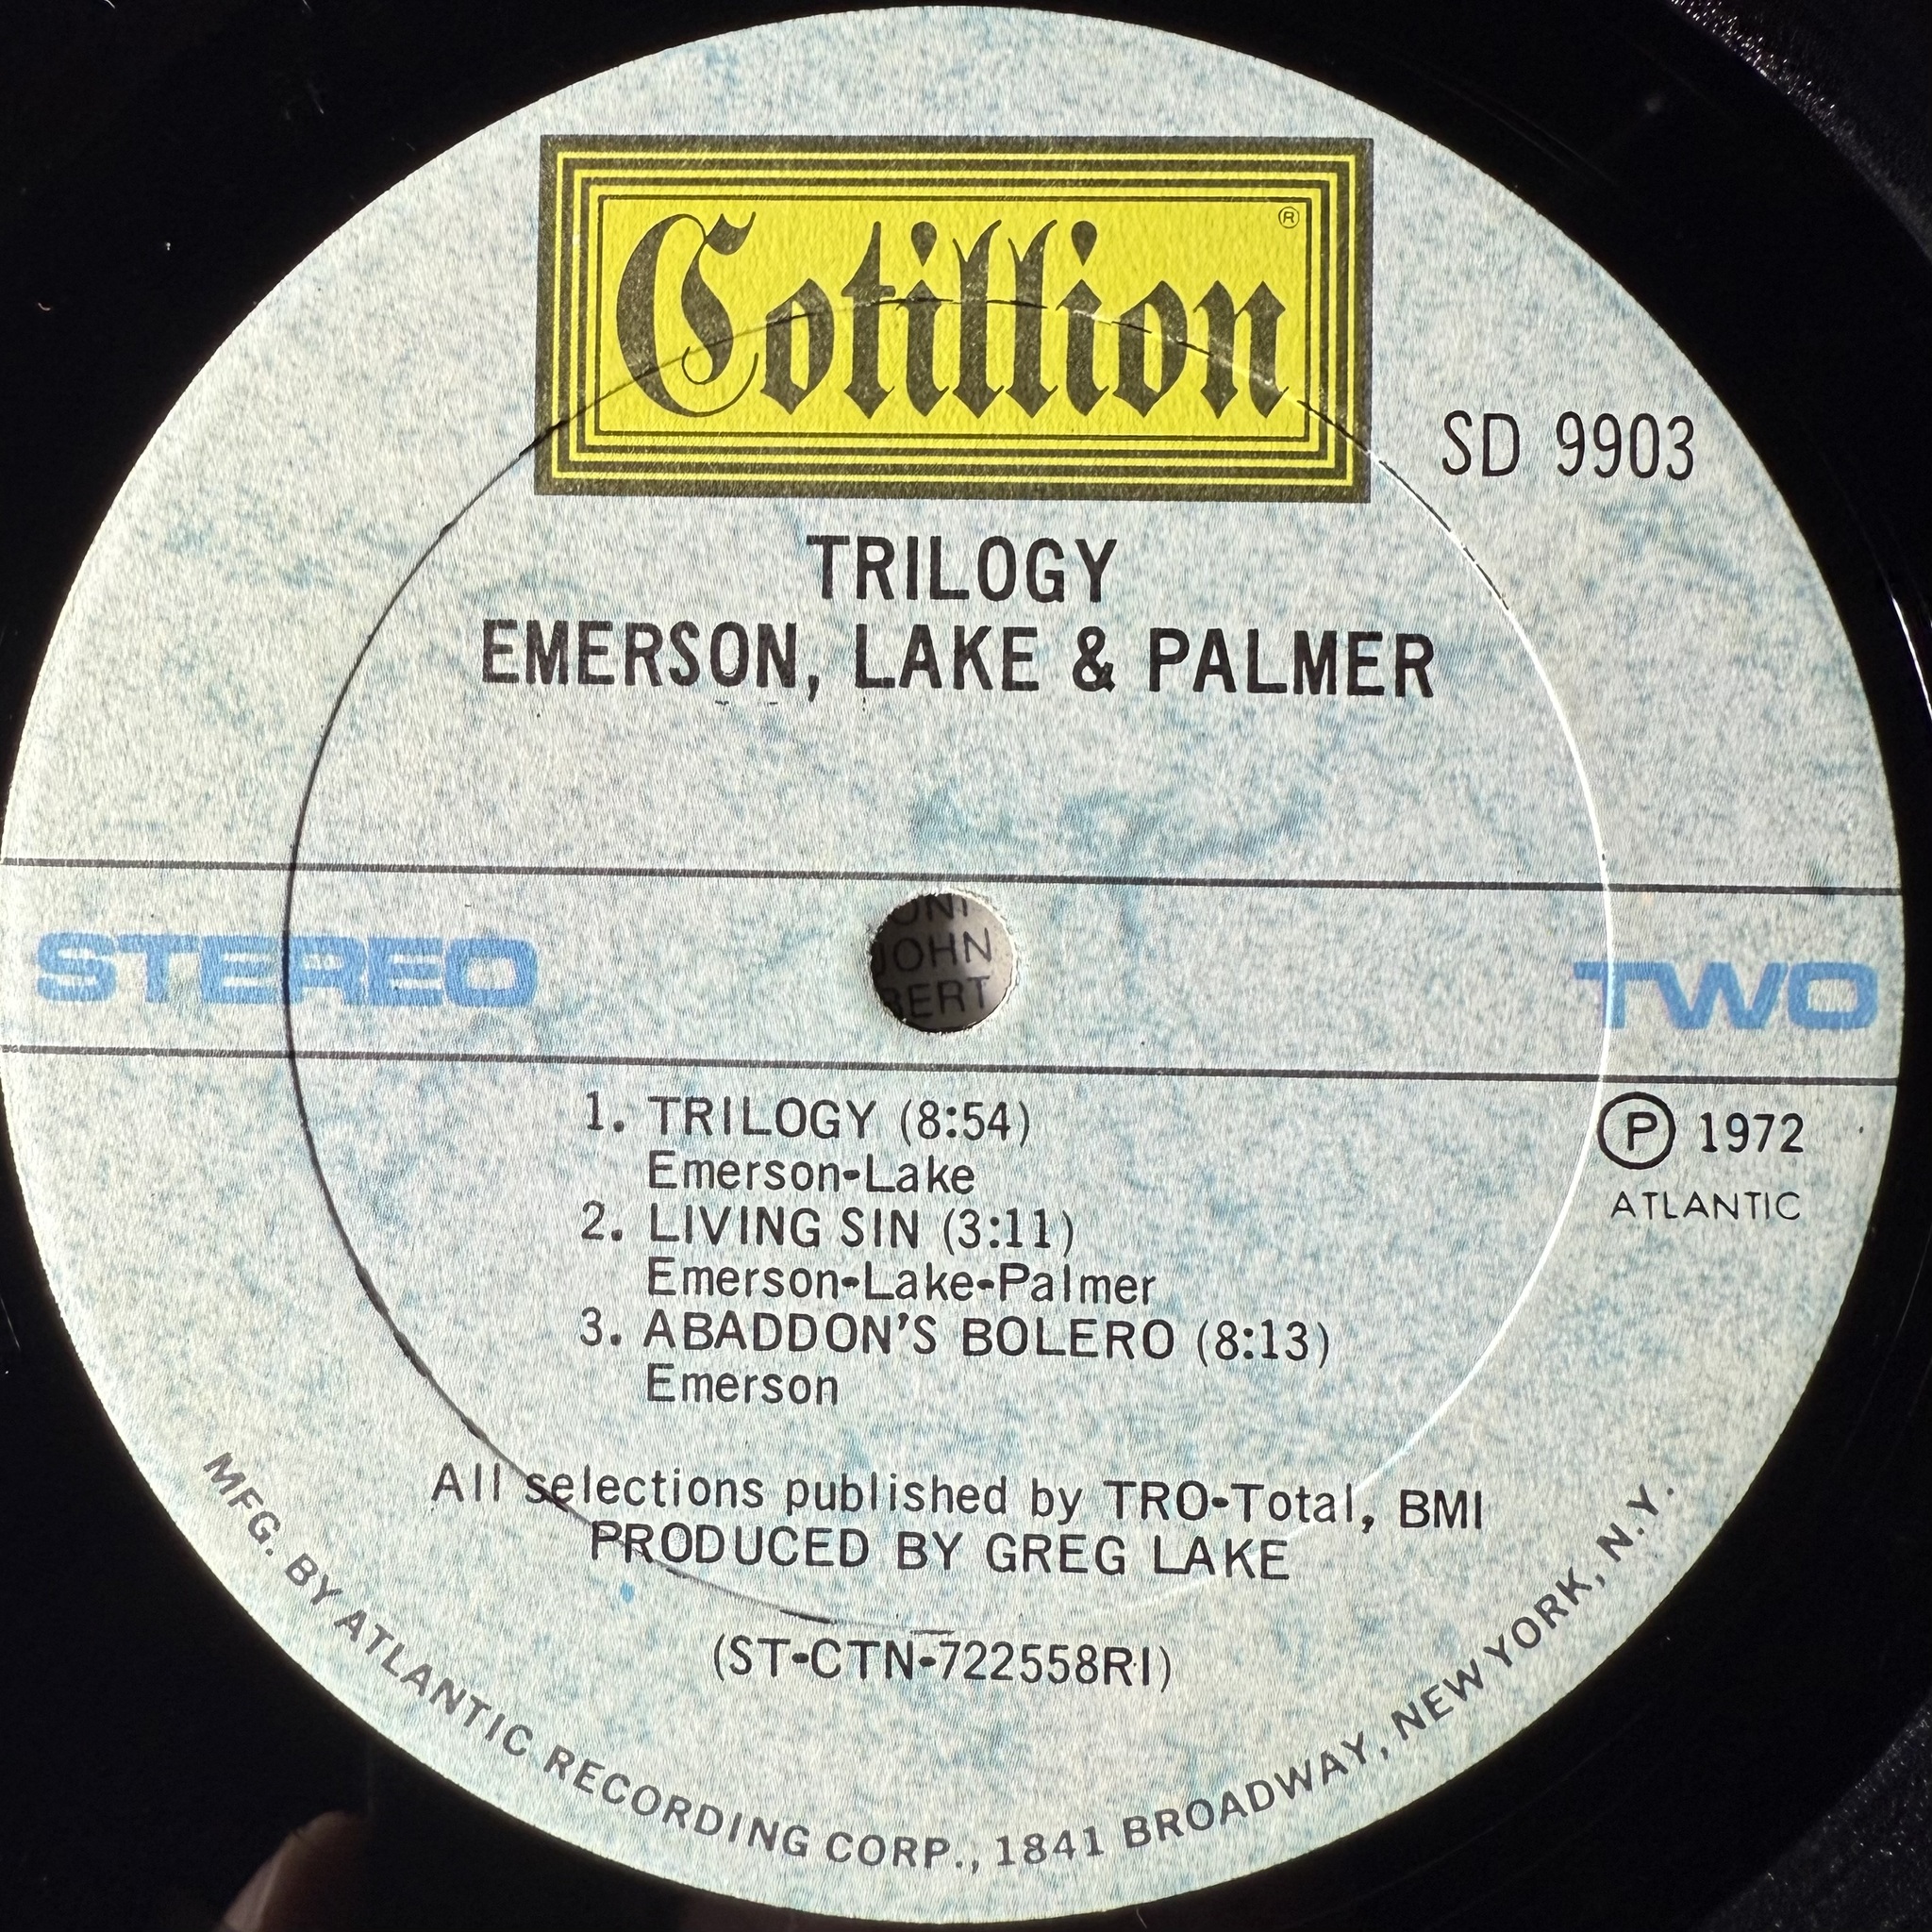 Cotillion ®
SD 9903
TRILOGY
EMERSON, LAKE & PALMER
JOHN
STEREO
TWO
1. TRILOGY (8:54)
Emerson-Lake
2. LIVING SIN (3:11)
Emerson-Lake-Palmer
3. ABADDON'S BOLERO (8:13)
Emerson
Ⓟ 1972
ATLANTIC
All selections published by TRO-Total, BMI
PRODUCED BY GREG LAKE
(ST-CTN-722558RI)
MFG. BY ATLANTIC RECORDING CORP., 1841 BROADWAY, NEW YORK, N.Y.